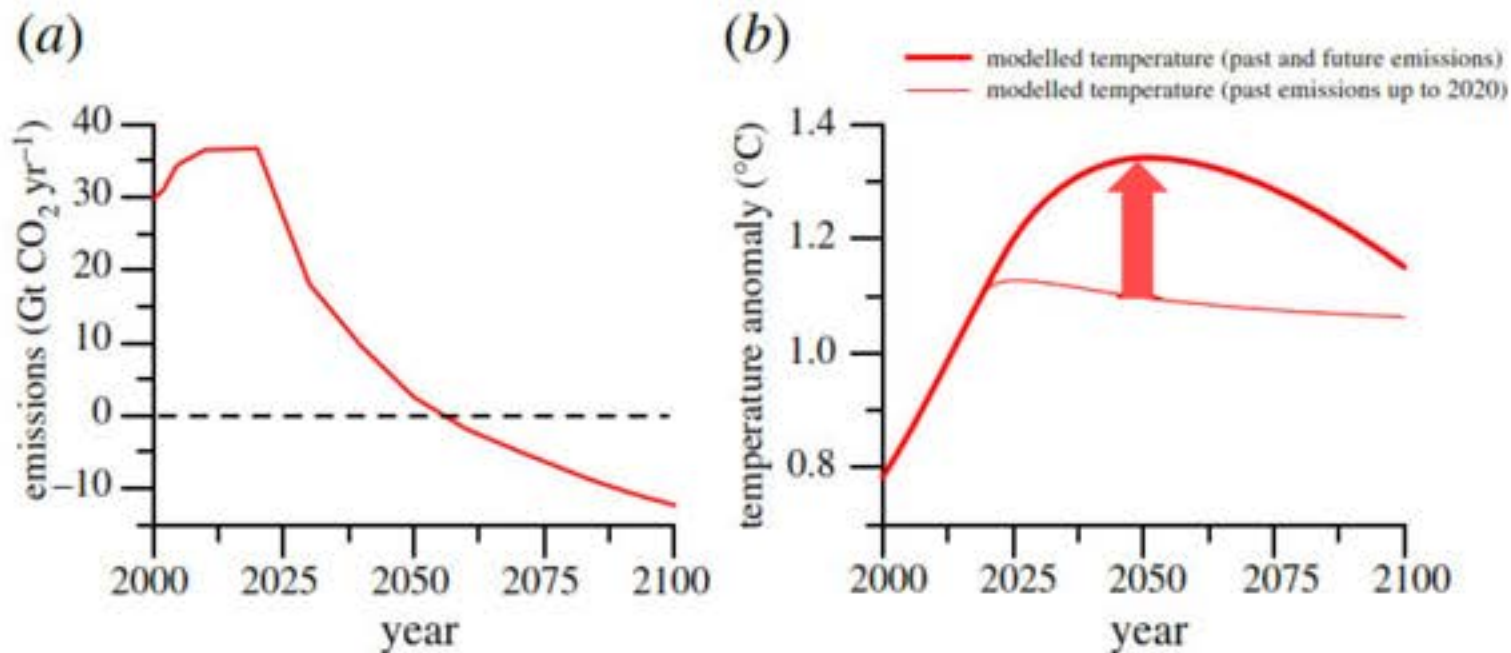 (a)
emissions (Gt CO₂ yr⁻¹)
40
30
20
10
0
–10
2000 2025 2050 2075 2100
year
(b)
modelled temperature (past and future emissions)
modelled temperature (past emissions up to 2020)
temperature anomaly (°C)
1.4
1.2
1.0
0.8
2000 2025 2050 2075 2100
year